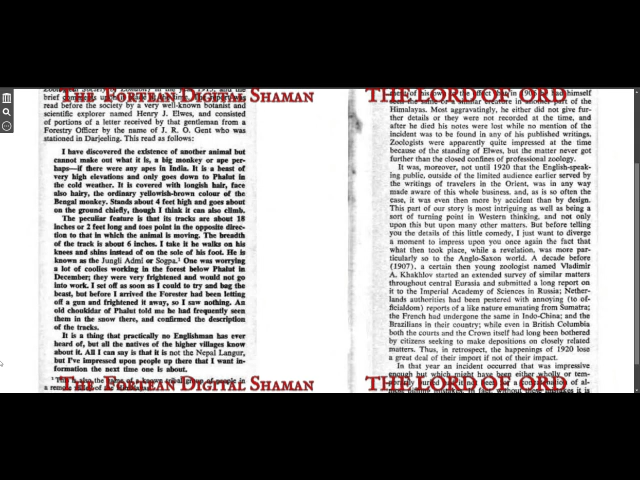 THE FORTEAN DIGITAL SHAMAN
read before the society by a very well-known botanist and
scientific explorer named Henry J. Elwes, and consisted
of portions of a letter received by that gentleman from a
Forestry Officer by the name of J. R. O. Gent who was
stationed in Darjeeling. This read as follows:
I have discovered the existence of another animal but
cannot make out what it is, a big monkey or ape per-
haps—if there were any apes in India. It is a beast of
very high elevations and only goes down to Phalut in
the cold weather. It is covered with longish hair, face
also hairy, the ordinary yellowish-brown colour of the
Bengal monkey. Stands about 4 feet high and goes about
on the ground chiefly, though I think it can also climb.
The peculiar feature is that its tracks are about 18
inches or 2 feet long and toes point in the opposite direc-
tion to that in which the animal is moving. The breadth
of the track is about 6 inches. I take it he walks on his
knees and shins instead of on the sole of his foot. He is
known as the Jungli Admi or Sogpa.¹ One was worrying
a lot of coolies working in the forest below Phalut in
December; they were very frightened and would not go
into work. I set off as soon as I could to try and bag the
beast, but before I arrived the Forester had been letting
off a gun and frightened it away, so I saw nothing. An
old choukidar of Phalut told me he had frequently seen
them in the snow there, and confirmed the description
of the tracks.
It is a thing that practically no Englishman has ever
heard of, but all the natives of the higher villages know
about it. All I can say is that it is not the Nepal Langur,
but I've impressed upon people up there that I want in-
formation the next time one is about.
THE FORTEAN DIGITAL SHAMAN
THE LORD OF ORD
Himalayas. Most aggravatingly, he either did not give fur-
ther details or they were not recorded at the time, and
after he died his notes were lost while no mention of the
incident was to be found in any of his published writings.
Zoologists were apparently quite impressed at the time
because of the standing of Elwes, but the matter never got
further than the closed confines of professional zoology.
It was, moreover, not until 1920 that the English-speak-
ing public, outside of the limited audience earlier served by
the writings of travelers in the Orient, was in any way
made aware of this whole business, and, as is so often the
case, it was even then more by accident than by design.
This part of our story is most intriguing as well as being a
sort of turning point in Western thinking, and not only
upon this but upon many other matters. But before telling
you the details of this little comedy, I just want to diverge
a moment to impress upon you once again the fact that
what then took place, while a revelation, was more par-
ticularly so to the Anglo-Saxon world. A decade before
(1907), a certain then young zoologist named Vladimir
A. Khakhlov started an extended survey of similar matters
throughout central Eurasia and submitted a long report on
it to the Imperial Academy of Sciences in Russia; Nether-
lands authorities had been pestered with annoying (to of-
ficialdom) reports of a like nature emanating from Sumatra;
the French had undergone the same in Indo-China; and the
Brazilians in their country; while even in British Columbia
both the courts and the Crown itself had long been bothered
by citizens seeking to make depositions on closely related
matters. Thus, in retrospect, the happenings of 1920 lose
a great deal of their import if not of their impact.
In that year an incident occurred that was impressive
enough but which might have been either wholly or tem-
THE LORD OF ORD